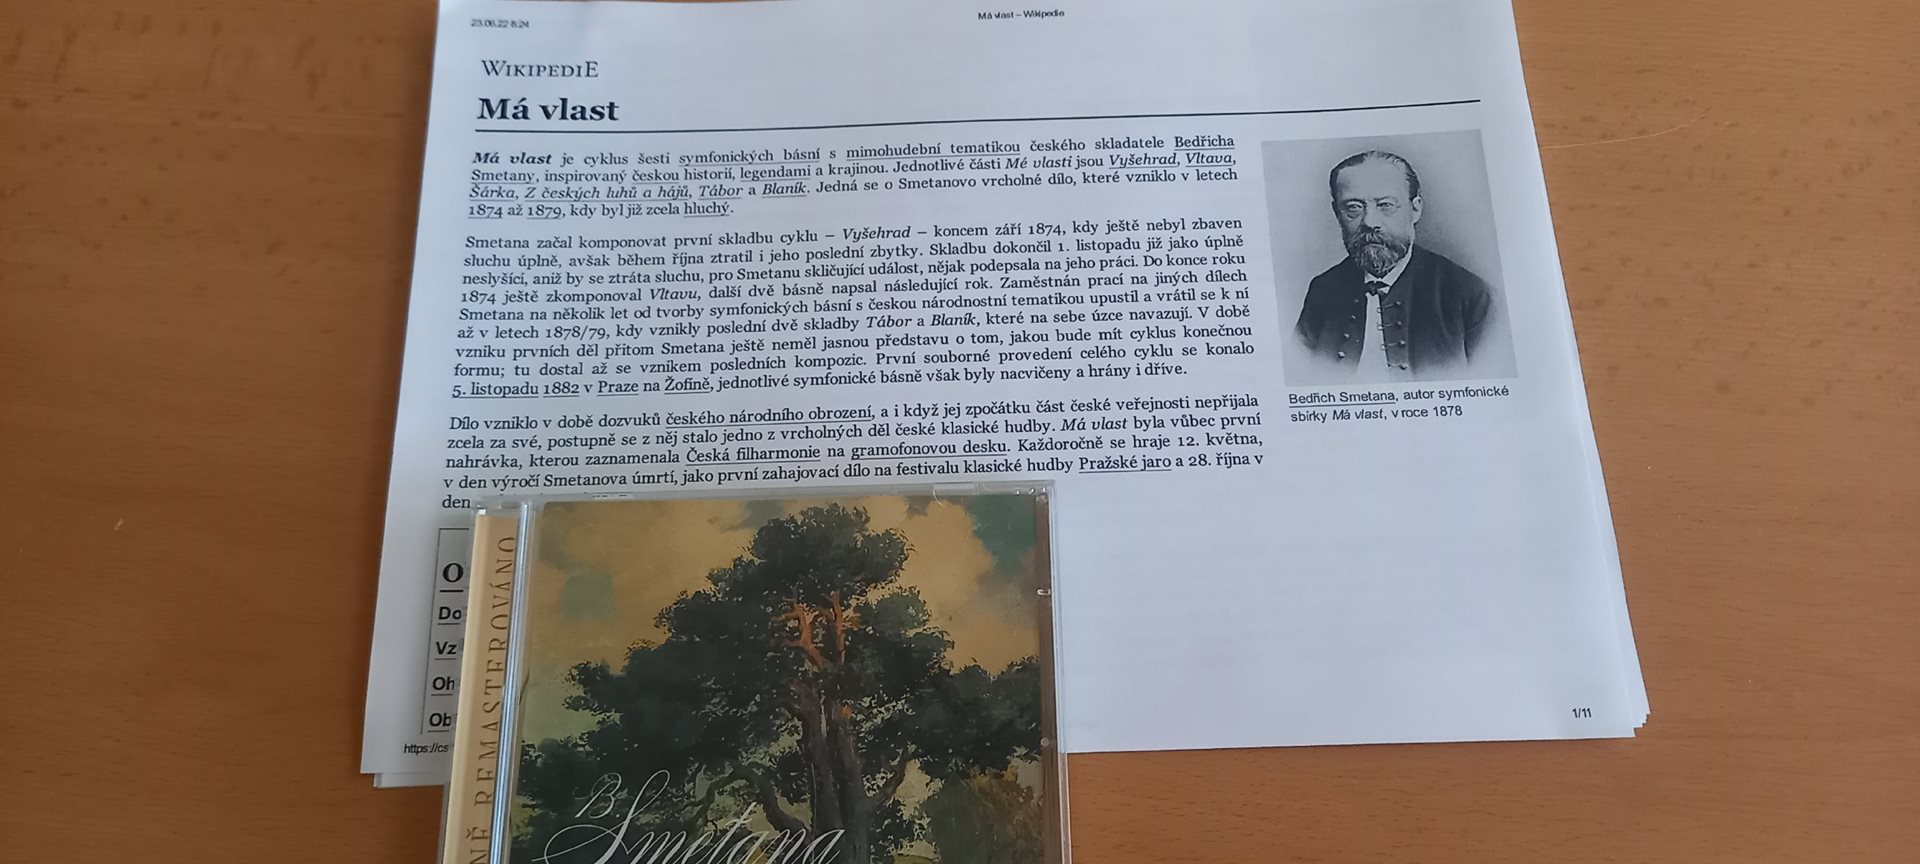 23.06.22 8:24
Má vlast – Wikipedie
WIKIPEDIE
Má vlast
Má vlast je cyklus šesti symfonických básní s mimohudební tematikou českého skladatele Bedřicha
Smetany, inspirovaný českou historií, legendami a krajinou. Jednotlivé části Mé vlasti jsou Vyšehrad, Vltava,
Šárka, Z českých luhů a hájů, Tábor a Blaník. Jedná se o Smetanovo vrcholné dílo, které vzniklo v letech
1874 až 1879, kdy byl již zcela hluchý.
Smetana začal komponovat první skladbu cyklu – Vyšehrad – koncem září 1874, kdy ještě nebyl zbaven
sluchu úplně, avšak během října ztratil i jeho poslední zbytky. Skladbu dokončil 1. listopadu již jako úplně
neslyšící, aniž by se ztráta sluchu, pro Smetanu skličující událost, nějak podepsala na jeho práci. Do konce roku
1874 ještě zkomponoval Vltavu, další dvě básně napsal následující rok. Zaměstnán prací na jiných dílech
Smetana na několik let od tvorby symfonických básní s českou národnostní tematikou upustil a vrátil se k ní
až v letech 1878/79, kdy vznikly poslední dvě skladby Tábor a Blaník, které na sebe úzce navazují. V době
vzniku prvních děl přitom Smetana ještě neměl jasnou představu o tom, jakou bude mít cyklus konečnou
formu; tu dostal až se vznikem posledních kompozic. První souborné provedení celého cyklu se konalo
5. listopadu 1882 v Praze na Žofíně, jednotlivé symfonické básně však byly nacvičeny a hrány i dříve.
Dílo vzniklo v době dozvuků českého národního obrození, a i když jej zpočátku část české veřejnosti nepřijala
zcela za své, postupně se z něj stalo jedno z vrcholných děl české klasické hudby. Má vlast byla vůbec první
nahrávka, kterou zaznamenala Česká filharmonie na gramofonovou desku. Každoročně se hraje 12. května,
v den výročí Smetanova úmrtí, jako první zahajovací dílo na festivalu klasické hudby Pražské jaro a 28. října v
den
Bedřich Smetana, autor symfonické
sbírky Má vlast, v roce 1878
O
Do
Vz
Oh
Ob
https://cs
1/11
NĚ REMASTEROVÁNO
B. Smetana